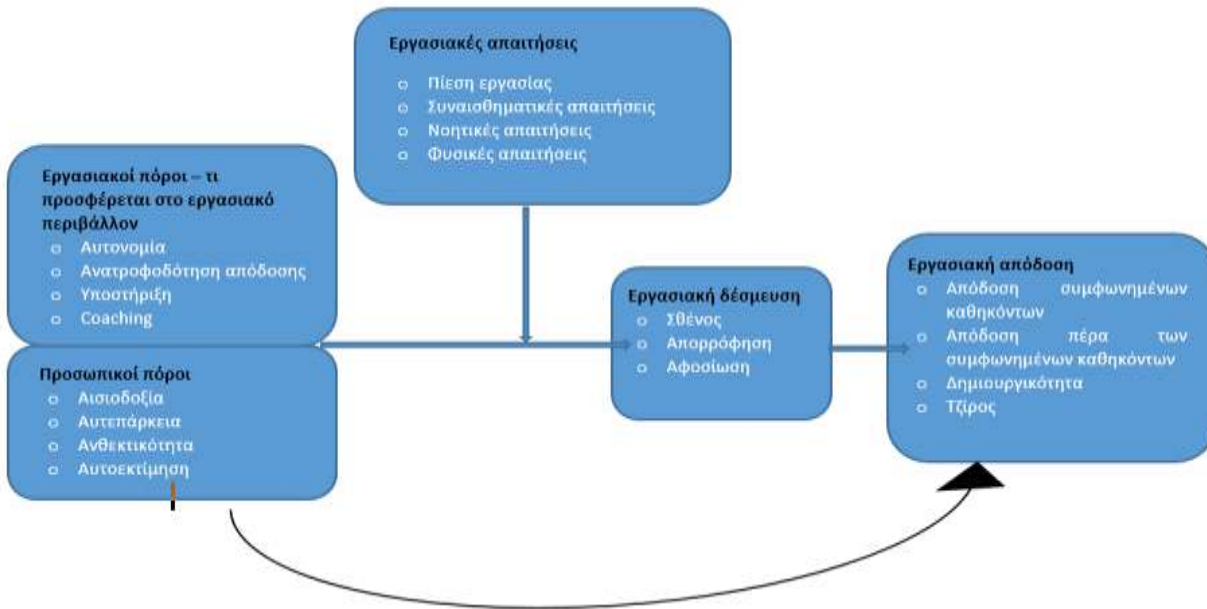 Εργασιακές απαιτήσεις
o Πίεση εργασίας
o Συναισθηματικές απαιτήσεις
o Νοητικές απαιτήσεις
o Φυσικές απαιτήσεις
Εργασιακοί πόροι – τι
προσφέρεται στο εργασιακό
περιβάλλον
o Αυτονομία
o Ανατροφοδότηση απόδοσης
o Υποστήριξη
o Coaching
Προσωπικοί πόροι
o Αισιοδοξία
o Αυτεπάρκεια
o Ανθεκτικότητα
o Αυτοεκτίμηση
Εργασιακή δέσμευση
o Σθένος
o Απορρόφηση
o Αφοσίωση
Εργασιακή απόδοση
o Απόδοση συμφωνημένων
καθηκόντων
o Απόδοση πέρα των
συμφωνημένων καθηκόντων
o Δημιουργικότητα
o Τζίρος